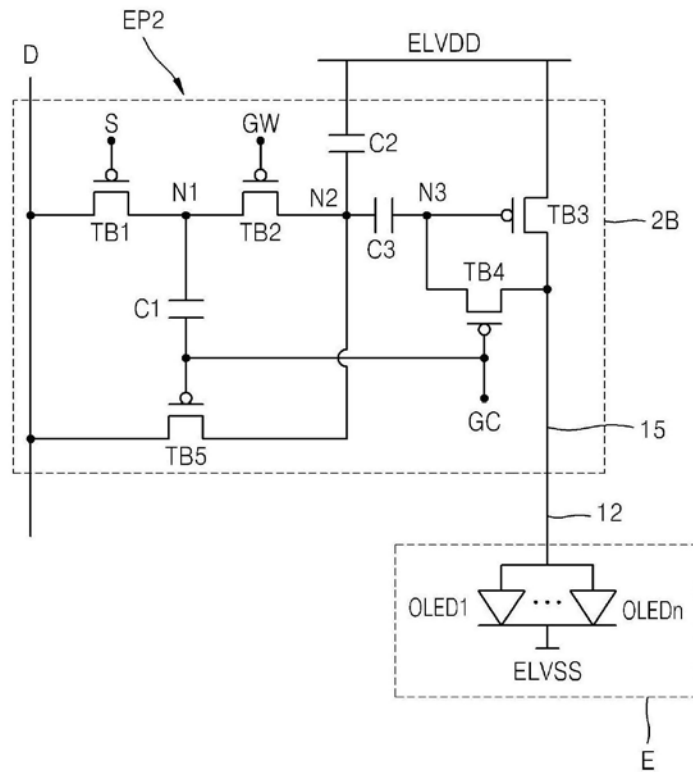 EP2
D
ELVDD
S
GW
C2
N1
N2
N3
TB1
TB2
C3
TB3
2B
TB4
C1
GC
TB5
15
12
OLED1
OLEDn
ELVSS
E